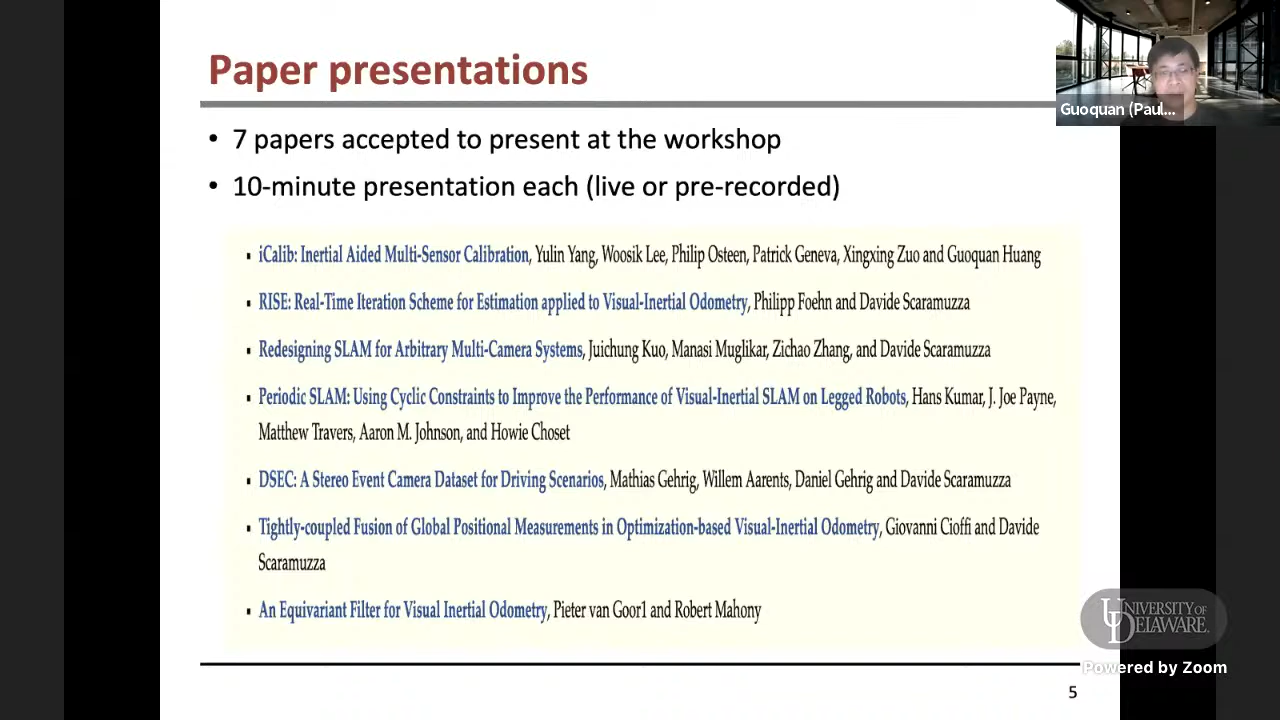 Paper presentations
• 7 papers accepted to present at the workshop
• 10-minute presentation each (live or pre-recorded)
▪ iCalib: Inertial Aided Multi-Sensor Calibration, Yulin Yang, Woosik Lee, Philip Osteen, Patrick Geneva, Xingxing Zuo and Guoquan Huang
▪ RISE: Real-Time Iteration Scheme for Estimation applied to Visual-Inertial Odometry, Philipp Foehn and Davide Scaramuzza
▪ Redesigning SLAM for Arbitrary Multi-Camera Systems, Juichung Kuo, Manasi Muglikar, Zichao Zhang, and Davide Scaramuzza
▪ Periodic SLAM: Using Cyclic Constraints to Improve the Performance of Visual-Inertial SLAM on Legged Robots, Hans Kumar, J. Joe Payne,
Matthew Travers, Aaron M. Johnson, and Howie Choset
▪ DSEC: A Stereo Event Camera Dataset for Driving Scenarios, Mathias Gehrig, Willem Aarents, Daniel Gehrig and Davide Scaramuzza
▪ Tightly-coupled Fusion of Global Positional Measurements in Optimization-based Visual-Inertial Odometry, Giovanni Cioffi and Davide
Scaramuzza
▪ An Equivariant Filter for Visual Inertial Odometry, Pieter van Goor1 and Robert Mahony
5
Guoquan (Paul...
UNIVERSITY OF
DELAWARE.
Powered by Zoom